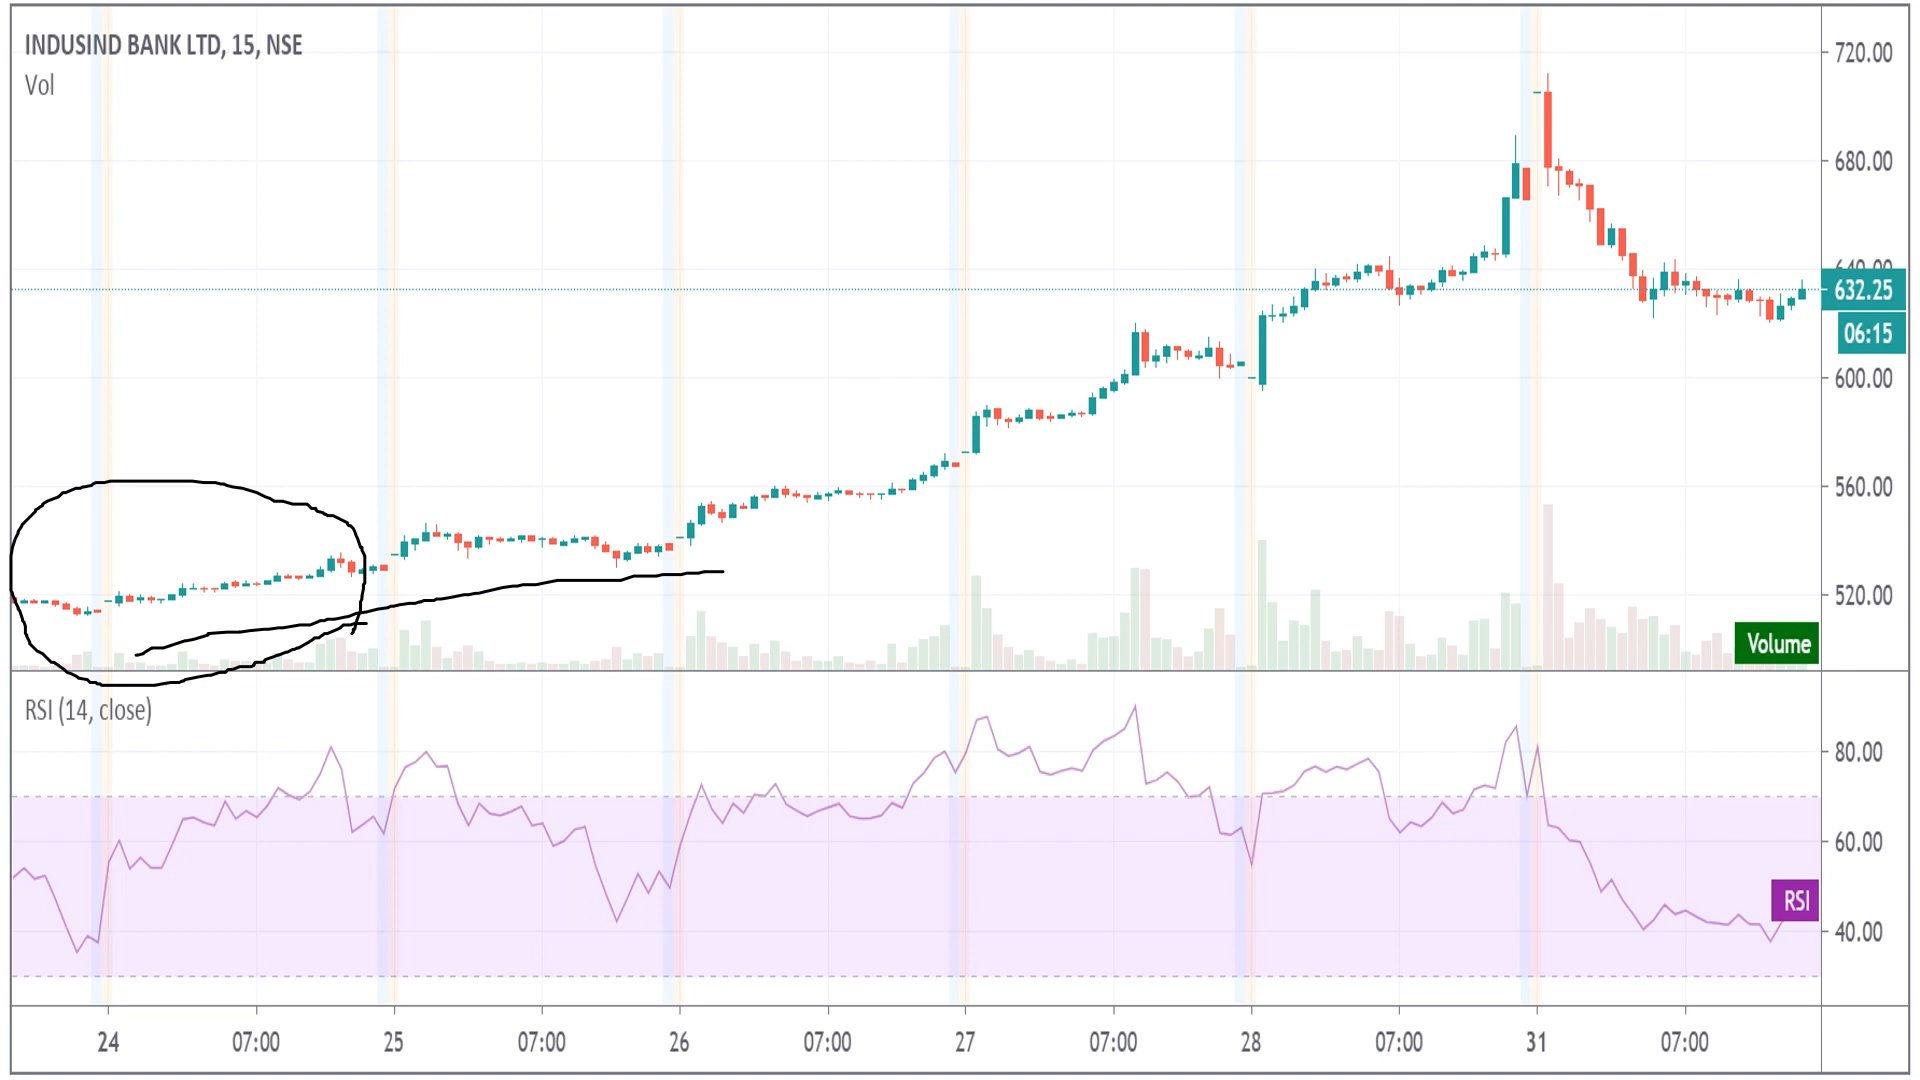 INDUSIND BANK LTD, 15, NSE
Vol
720.00
680.00
640.00
632.25
06:15
600.00
560.00
520.00
Volume
RSI (14, close)
80.00
60.00
RSI
40.00
24 07:00 25 07:00 26 07:00 27 07:00 28 07:00 31 07:00